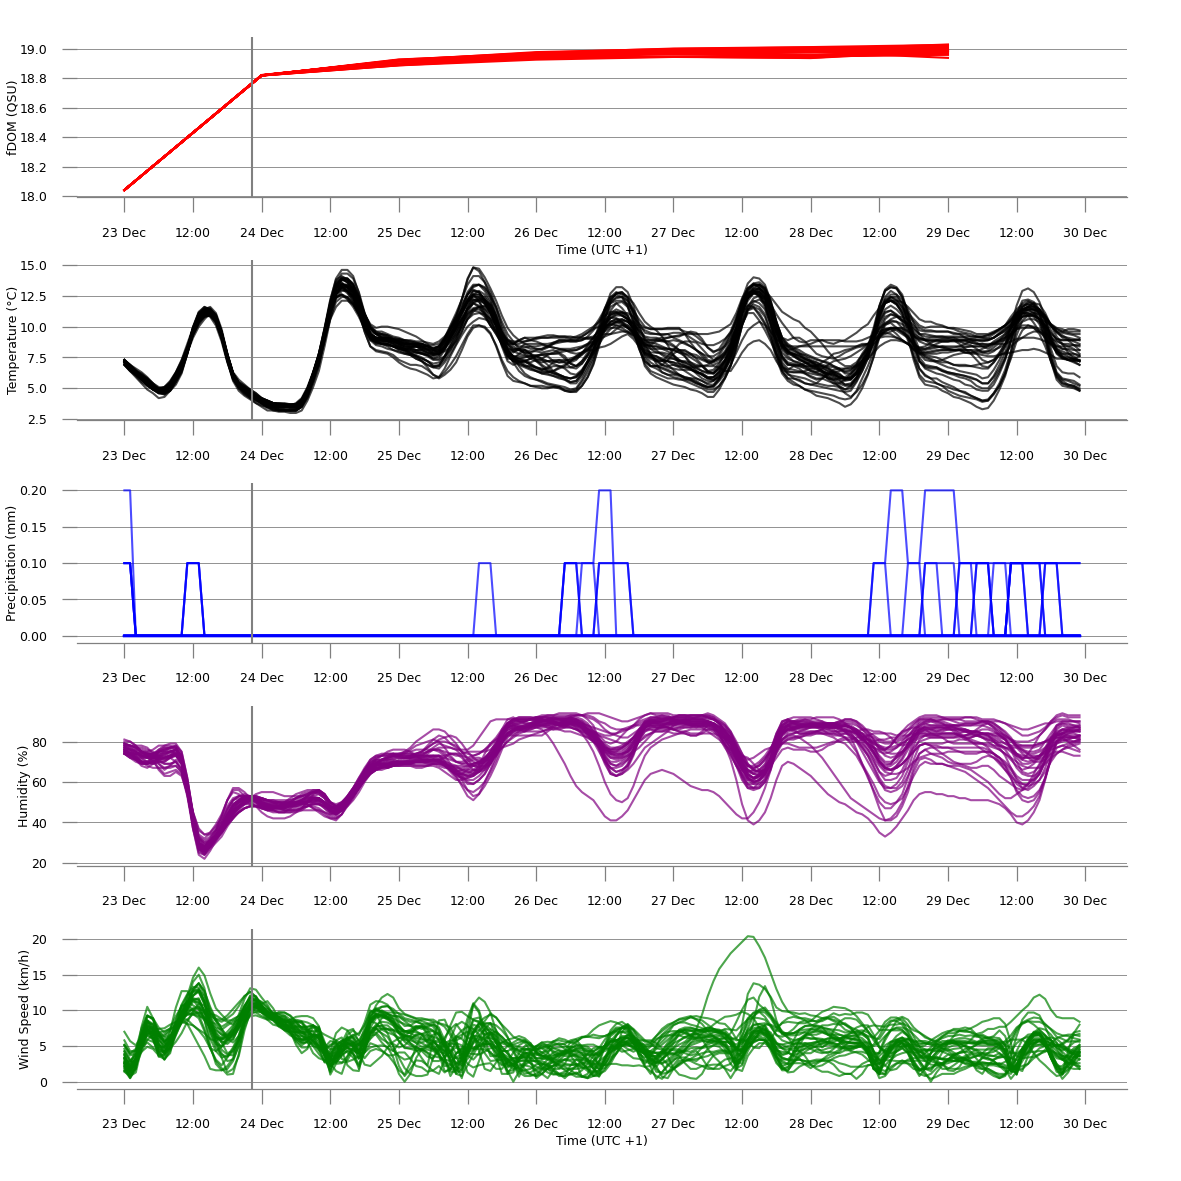 fDOM (QSU)
19.0
18.8
18.6
18.4
18.2
18.0
23 Dec 12:00 24 Dec 12:00 25 Dec 12:00 26 Dec 12:00 27 Dec 12:00 28 Dec 12:00 29 Dec 12:00 30 Dec
Time (UTC +1)
Temperature (°C)
15.0
12.5
10.0
7.5
5.0
2.5
23 Dec 12:00 24 Dec 12:00 25 Dec 12:00 26 Dec 12:00 27 Dec 12:00 28 Dec 12:00 29 Dec 12:00 30 Dec
Precipitation (mm)
0.20
0.15
0.10
0.05
0.00
23 Dec 12:00 24 Dec 12:00 25 Dec 12:00 26 Dec 12:00 27 Dec 12:00 28 Dec 12:00 29 Dec 12:00 30 Dec
Humidity (%)
80
60
40
20
23 Dec 12:00 24 Dec 12:00 25 Dec 12:00 26 Dec 12:00 27 Dec 12:00 28 Dec 12:00 29 Dec 12:00 30 Dec
Wind Speed (km/h)
20
15
10
5
0
23 Dec 12:00 24 Dec 12:00 25 Dec 12:00 26 Dec 12:00 27 Dec 12:00 28 Dec 12:00 29 Dec 12:00 30 Dec
Time (UTC +1)